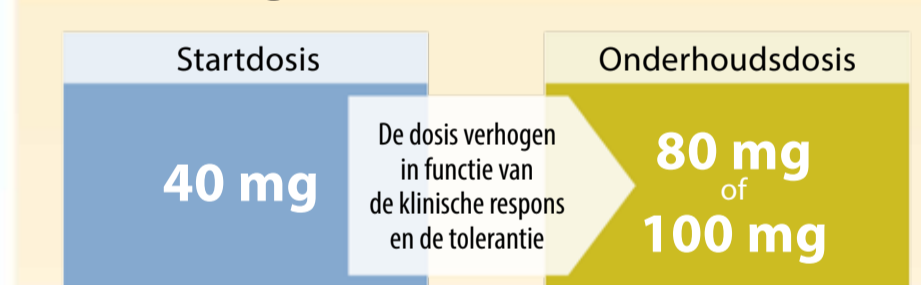 Startdosis
40 mg
De dosis verhogen
in functie van
de klinische respons
en de tolerantie
Onderhoudsdosis
80 mg
of
100 mg